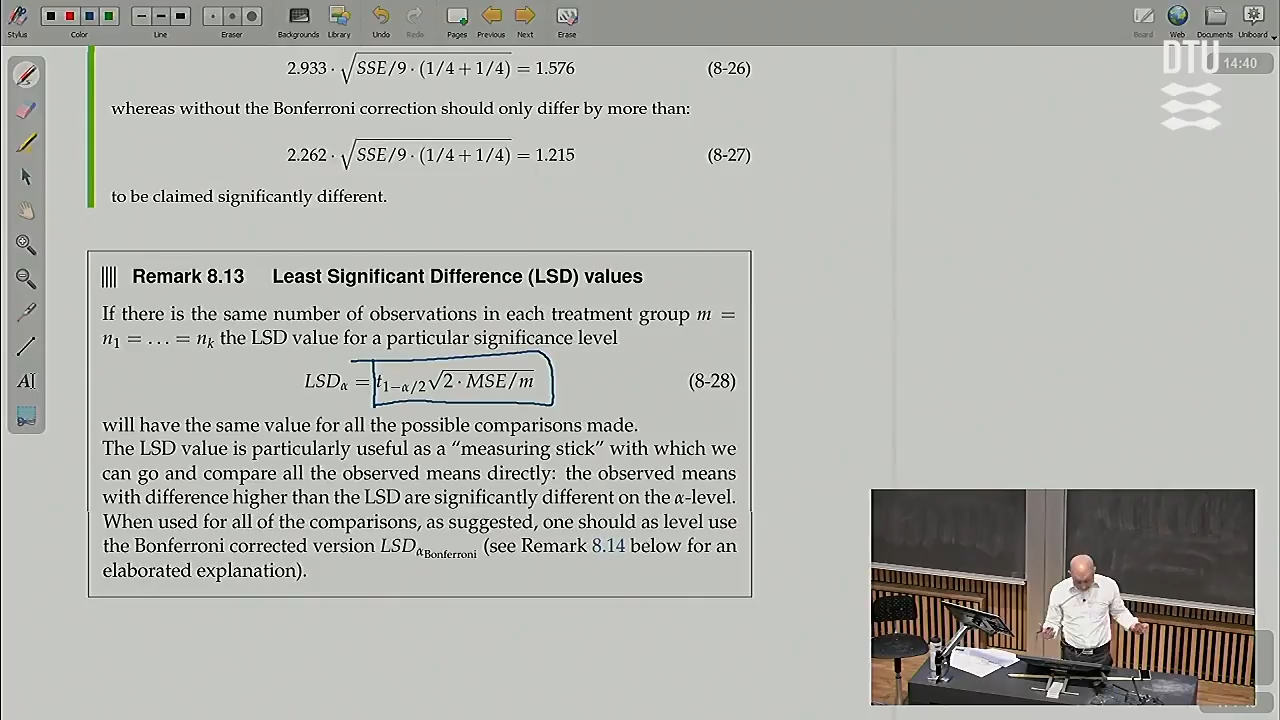 Stylus
Color
Line
Eraser
Backgrounds
Library
Undo
Redo
Pages
Previous
Next
Erase
Board
Web
Documents
Uniboard
DTU
14:40
2.933 · √SSE/9 · (1/4 + 1/4) = 1.576 (8-26)
whereas without the Bonferroni correction should only differ by more than:
2.262 · √SSE/9 · (1/4 + 1/4) = 1.215 (8-27)
to be claimed significantly different.
Remark 8.13 Least Significant Difference (LSD) values
If there is the same number of observations in each treatment group m =
n₁ = … = nₖ the LSD value for a particular significance level
LSDα = t₁₋α/₂√2 · MSE/m (8-28)
will have the same value for all the possible comparisons made.
The LSD value is particularly useful as a “measuring stick” with which we
can go and compare all the observed means directly: the observed means
with difference higher than the LSD are significantly different on the α-level.
When used for all of the comparisons, as suggested, one should as level use
the Bonferroni corrected version LSDαBonferroni (see Remark 8.14 below for an
elaborated explanation).